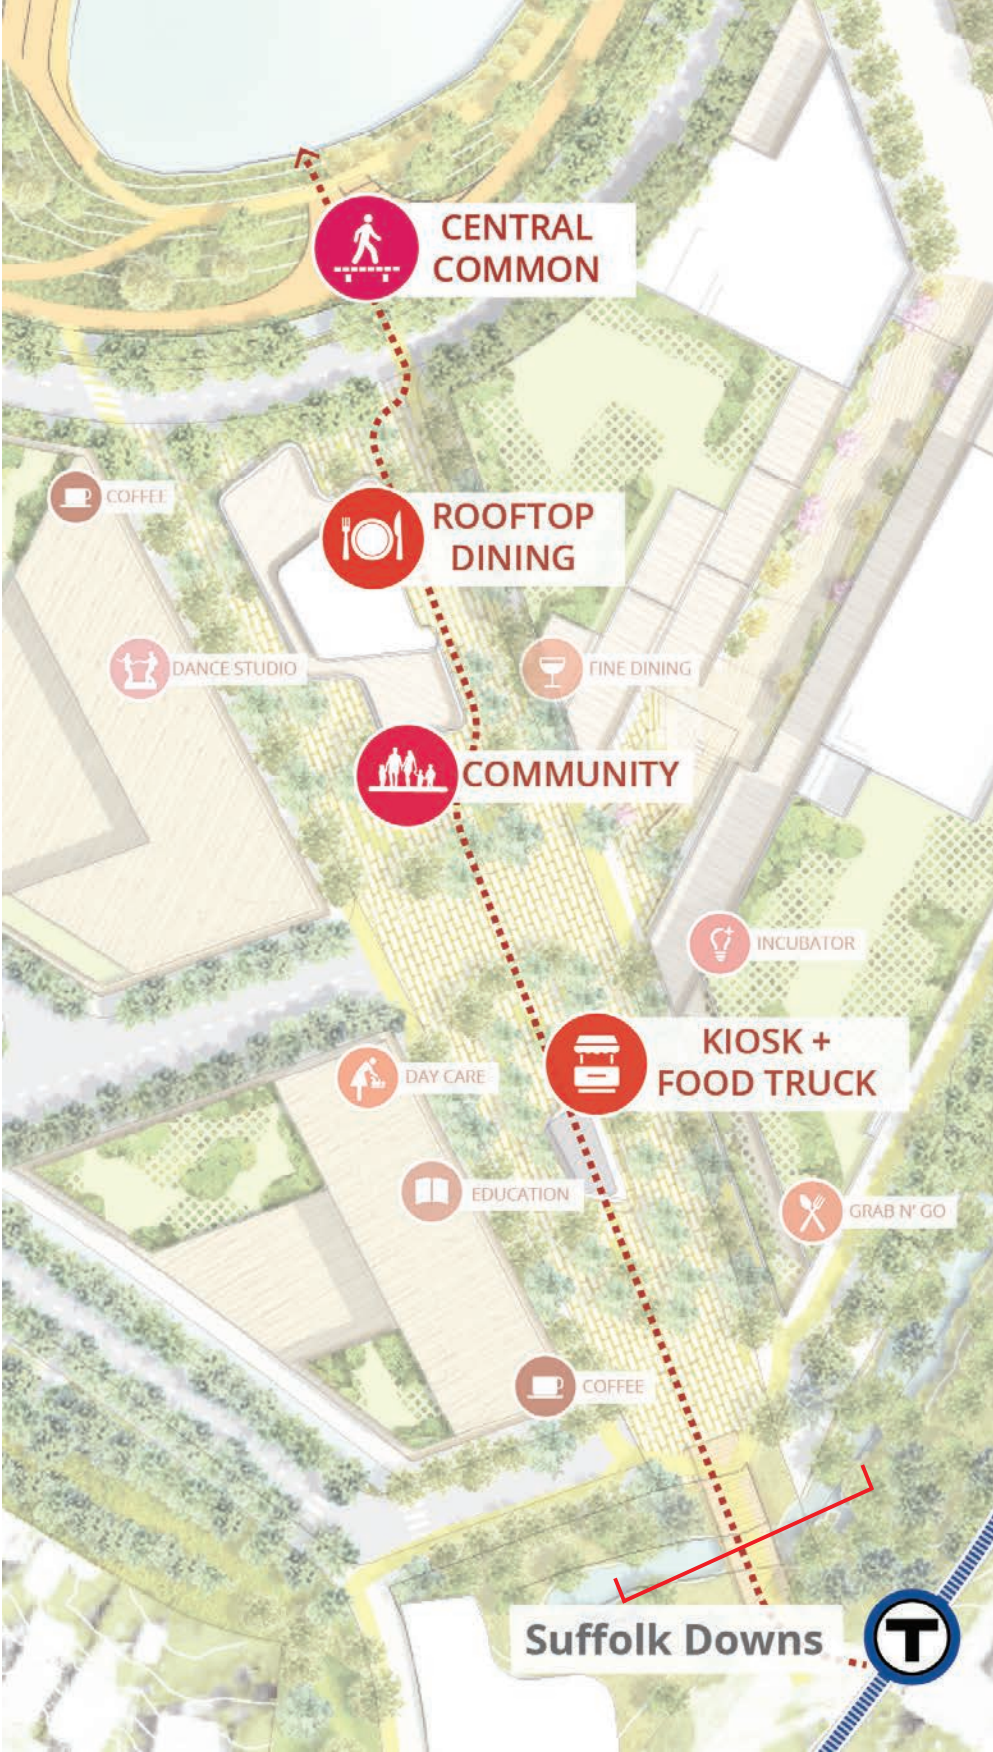 CENTRAL
COMMON
COFFEE
ROOFTOP
DINING
DANCE STUDIO
FINE DINING
COMMUNITY
INCUBATOR
KIOSK +
FOOD TRUCK
DAY CARE
EDUCATION
GRAB N' GO
COFFEE
Suffolk Downs
T